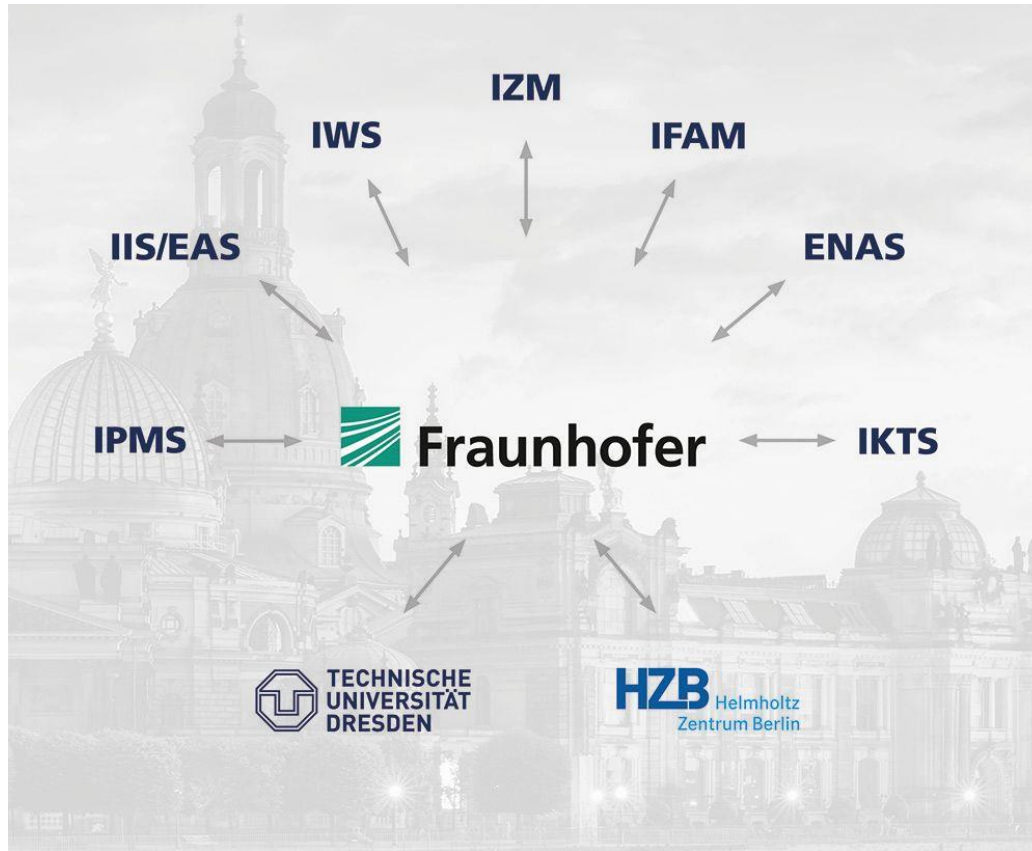 IZM
IWS
IFAM
IIS/EAS
ENAS
IPMS
Fraunhofer
IKTS
TECHNISCHE
UNIVERSITÄT
DRESDEN
HZB Helmholtz
Zentrum Berlin